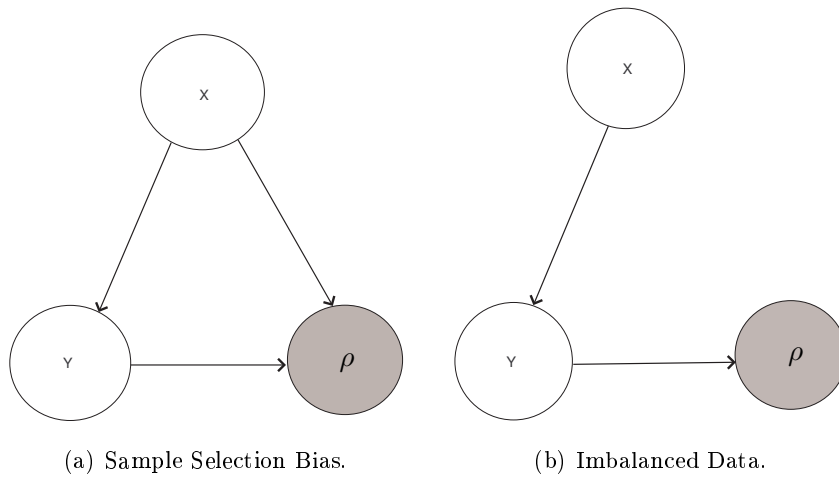 X
X
Y
ρ
Y
ρ
(a) Sample Selection Bias.
(b) Imbalanced Data.